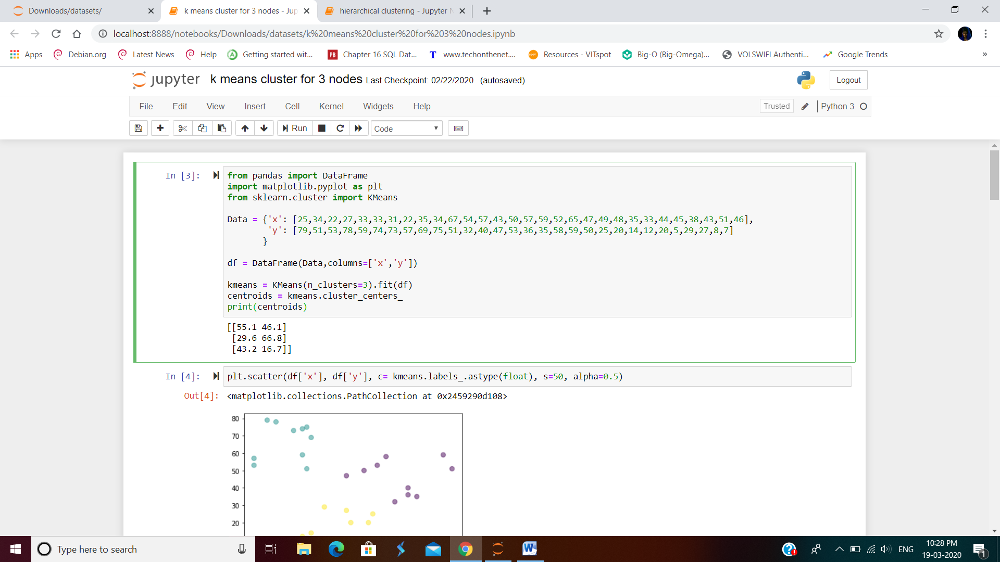 Downloads/datasets/
k means cluster for 3 nodes - Jup
hierarchical clustering - Jupyter N
localhost:8888/notebooks/Downloads/datasets/k%20means%20cluster%20for%203%20nodes.ipynb
Apps
Debian.org
Latest News
Help
Getting started wit...
PB Chapter 16 SQL Dat...
T www.techonthenet....
spot Resources - VITspot
Big-Ω (Big-Omega)...
VOLSWIFI Authenti...
Google Trends
»
jupyter k means cluster for 3 nodes Last Checkpoint: 02/22/2020 (autosaved)
Logout
File Edit View Insert Cell Kernel Widgets Help
Trusted
Python 3
Run
Code
In [3]:
from pandas import DataFrame
import matplotlib.pyplot as plt
from sklearn.cluster import KMeans
Data = {'x': [25,34,22,27,33,33,31,22,35,34,67,54,57,43,50,57,59,52,65,47,49,48,35,33,44,45,38,43,51,46],
'y': [79,51,53,78,59,74,73,57,69,75,51,32,40,47,53,36,35,58,59,50,25,20,14,12,20,5,29,27,8,7]
}
df = DataFrame(Data,columns=['x','y'])
kmeans = KMeans(n_clusters=3).fit(df)
centroids = kmeans.cluster_centers_
print(centroids)
[[55.1 46.1]
[29.6 66.8]
[43.2 16.7]]
In [4]:
plt.scatter(df['x'], df['y'], c= kmeans.labels_.astype(float), s=50, alpha=0.5)
Out[4]: <matplotlib.collections.PathCollection at 0x2459290d108>
80
70
60
50
40
30
20
Type here to search
ENG
10:28 PM
19-03-2020
1